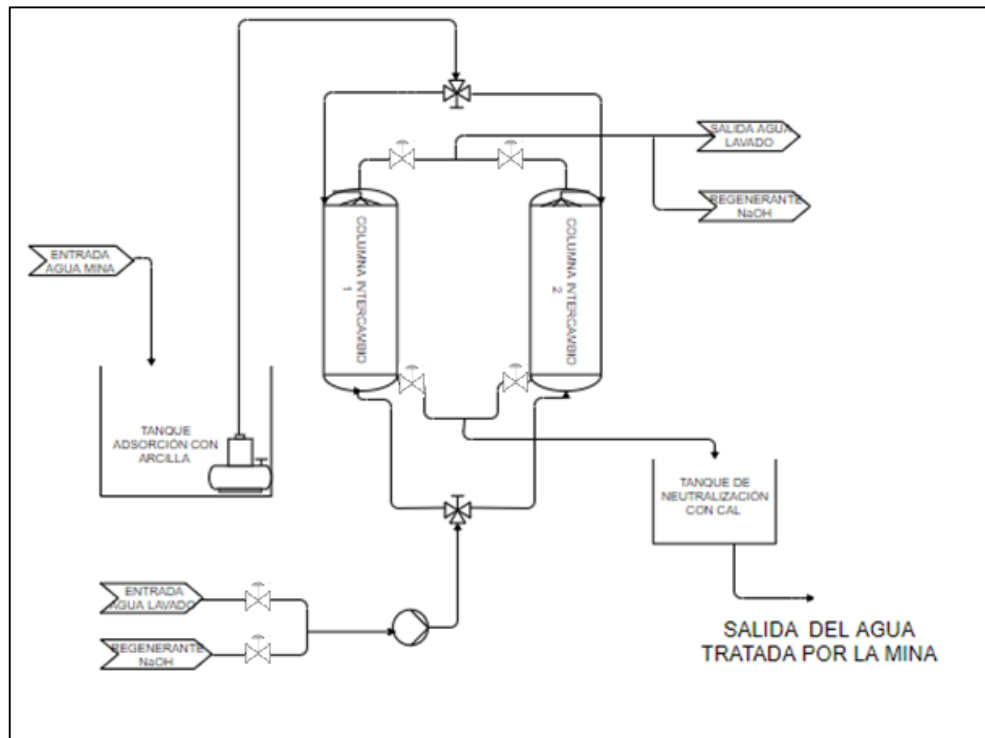 SALIDA AGUA
LAVADO
REGENERANTE
NaOH
COLUMNA INTERCAMBIO
1
COLUMNA INTERCAMBIO
2
ENTRADA
AGUA MINA
TANQUE
ADSORCIÓN CON
ARCILLA
TANQUE DE
NEUTRALIZACIÓN
CON CAL
ENTRADA
AGUA LAVADO
REGENERANTE
NaOH
SALIDA DEL AGUA
TRATADA POR LA MINA